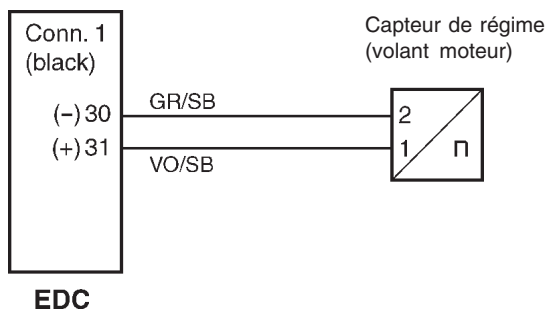 Conn. 1
(black)
Capteur de régime
(volant moteur)
(–) 30
GR/SB
2
(+) 31
VO/SB
1
n
EDC